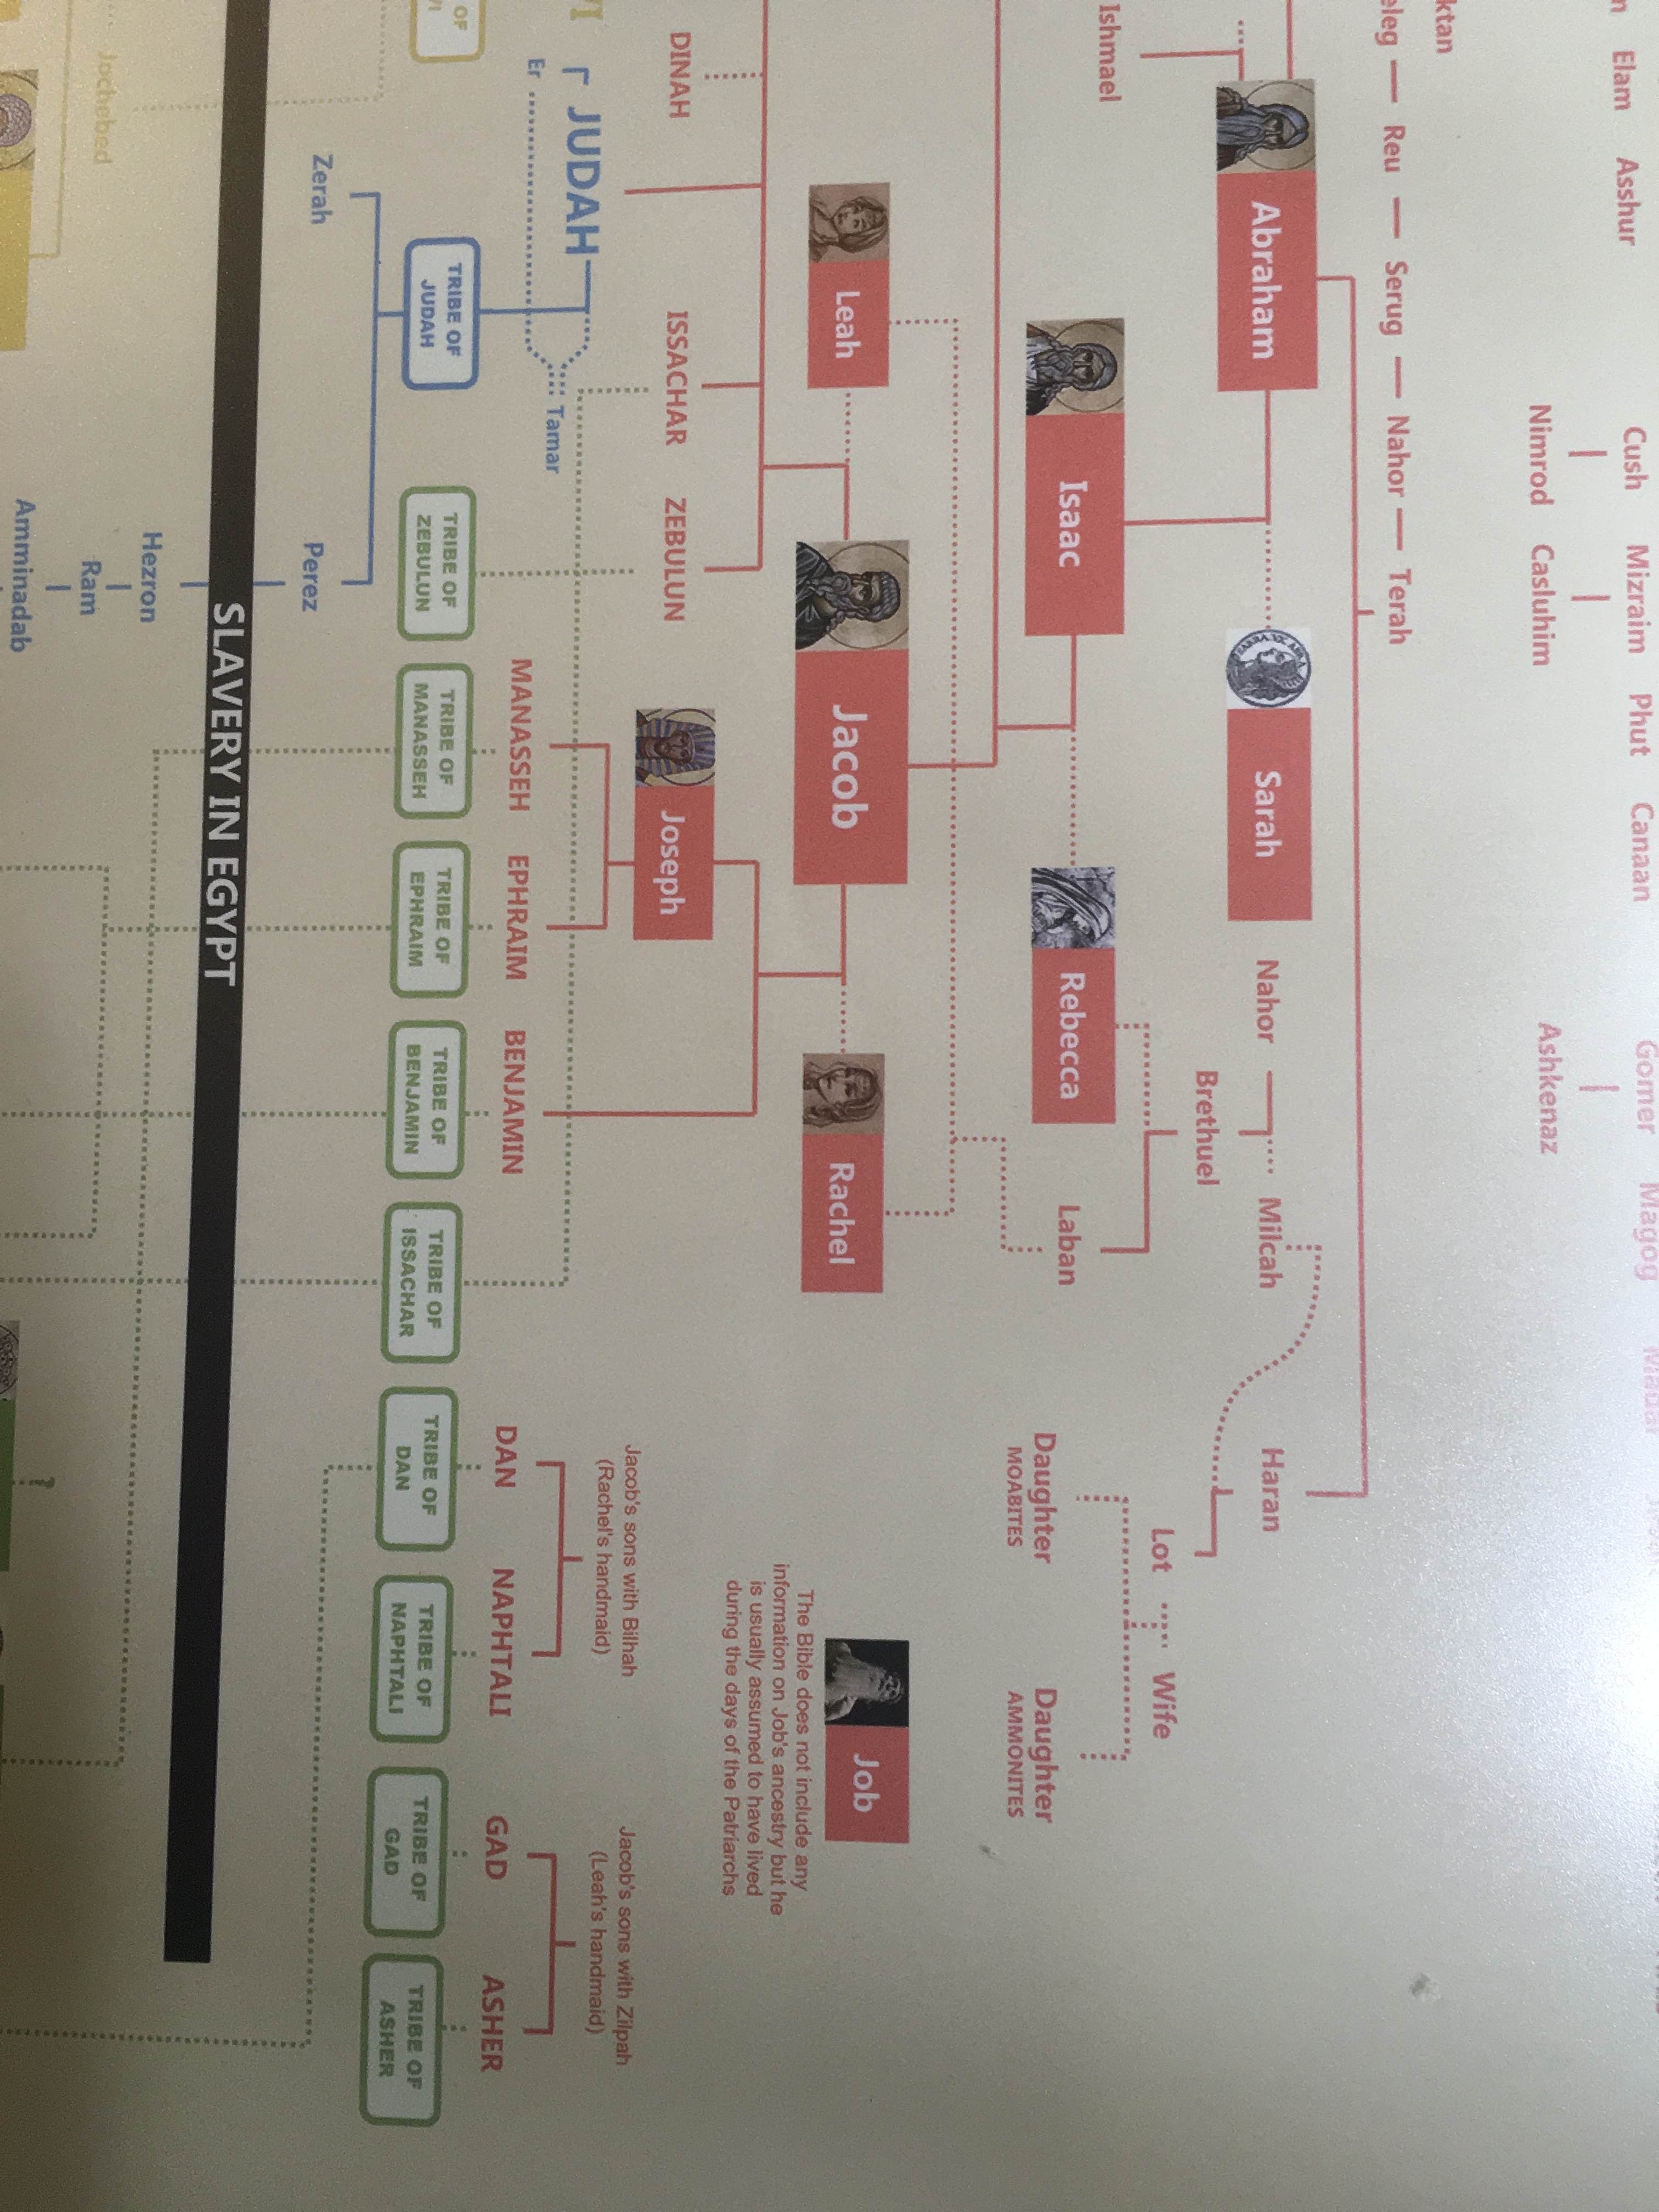 Elam Asshur Cush Mizraim Phut Canaan Gomer Magog Madai
Nimrod Casluhim Ashkenaz
ktan
eleg Reu Serug Nahor Terah
Abraham Sarah Nahor Milcah Haran
Brethuel
Lot Wife
Ishmael Isaac Rebecca Laban
Daughter Daughter
MOABITES AMMONITES
Leah Jacob Rachel Job
The Bible does not include any
information on Job's ancestry but he
is usually assumed to have lived
during the days of the Patriarchs
DINAH ISSACHAR ZEBULUN Joseph
Jacob's sons with Bilhah
(Rachel's handmaid)
Jacob's sons with Zilpah
(Leah's handmaid)
VI JUDAH
Er Tamar
MANASSEH EPHRAIM BENJAMIN DAN NAPHTALI GAD ASHER
OF
VI
TRIBE OF
JUDAH
TRIBE OF
ZEBULUN
TRIBE OF
MANASSEH
TRIBE OF
EPHRAIM
TRIBE OF
BENJAMIN
TRIBE OF
ISSACHAR
TRIBE OF
DAN
TRIBE OF
NAPHTALI
TRIBE OF
GAD
TRIBE OF
ASHER
Zerah Perez
SLAVERY IN EGYPT
Hezron
Jochebed
Ram
Amminadab
?